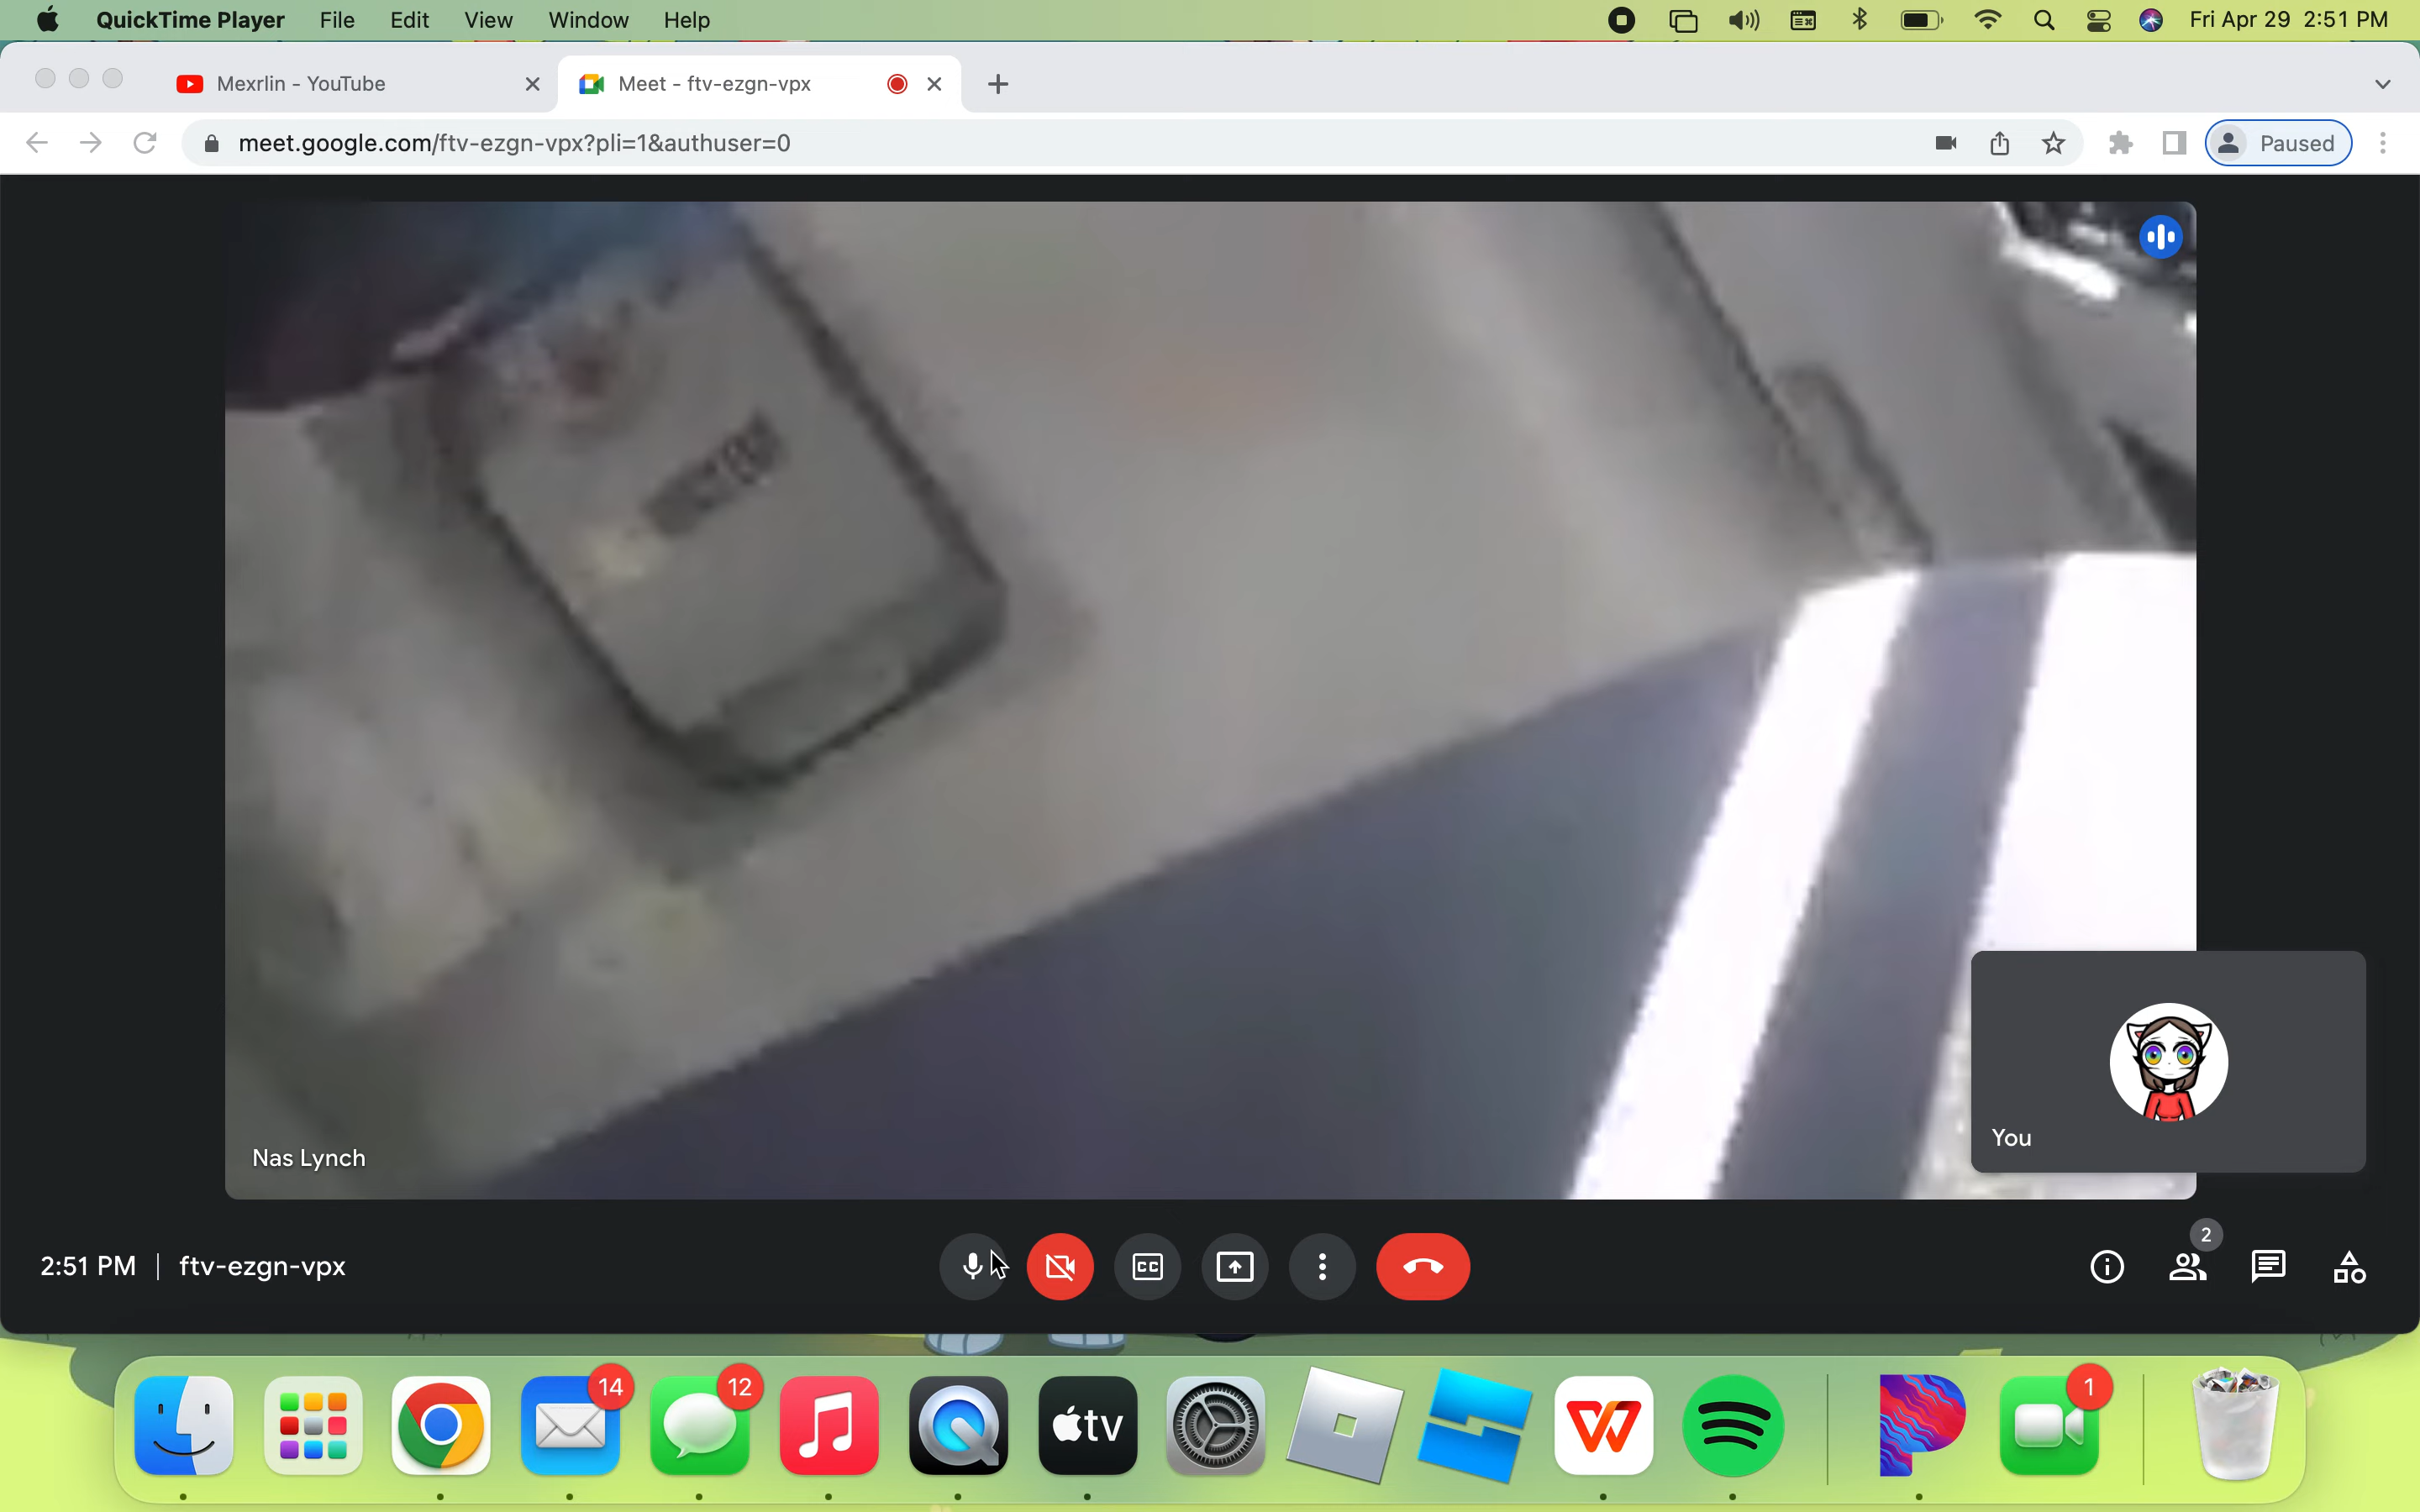 QuickTime Player File Edit View Window Help Fri Apr 29 2:51 PM
Mexrlin - YouTube Meet - ftv-ezgn-vpx
meet.google.com/ftv-ezgn-vpx?pli=1&authuser=0 Paused
Nas Lynch
You
2:51 PM | ftv-ezgn-vpx CC 2
14 12 tv 1